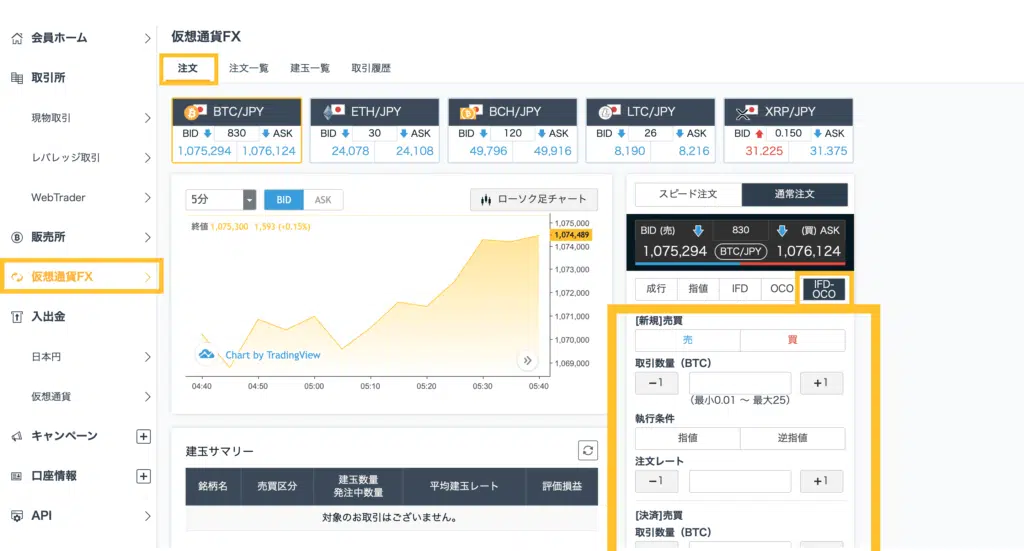 会員ホーム
取引所
現物取引
レバレッジ取引
WebTrader
販売所
仮想通貨FX
入出金
日本円
仮想通貨
キャンペーン
口座情報
API
仮想通貨FX
注文 注文一覧 建玉一覧 取引履歴
BTC/JPY
BID 830 ASK
1,075,294 1,076,124
ETH/JPY
BID 30 ASK
24,078 24,108
BCH/JPY
BID 120 ASK
49,796 49,916
LTC/JPY
BID 26 ASK
8,190 8,216
XRP/JPY
BID 0.150 ASK
31.225 31.375
5分 BID ASK ローソク足チャート
終値 1,075,300 1,593 (+0.15%)
1,075,000
1,074,489
1,074,000
1,073,000
1,072,000
1,071,000
1,070,000
1,069,000
Chart by TradingView
04:40 04:50 05:00 05:10 05:20 05:30 05:40
建玉サマリー
銘柄名 売買区分 建玉数量 平均建玉レート 評価損益
発注中数量
対象のお取引はございません。
スピード注文 通常注文
BID (売) 830 (買) ASK
1,075,294 BTC/JPY 1,076,124
成行 指値 IFD OCO IFD-
OCO
[新規]売買
売 買
取引数量（BTC）
−1 +1
（最小0.01 ～ 最大25）
執行条件
指値 逆指値
注文レート
−1 +1
[決済]売買
取引数量（BTC）